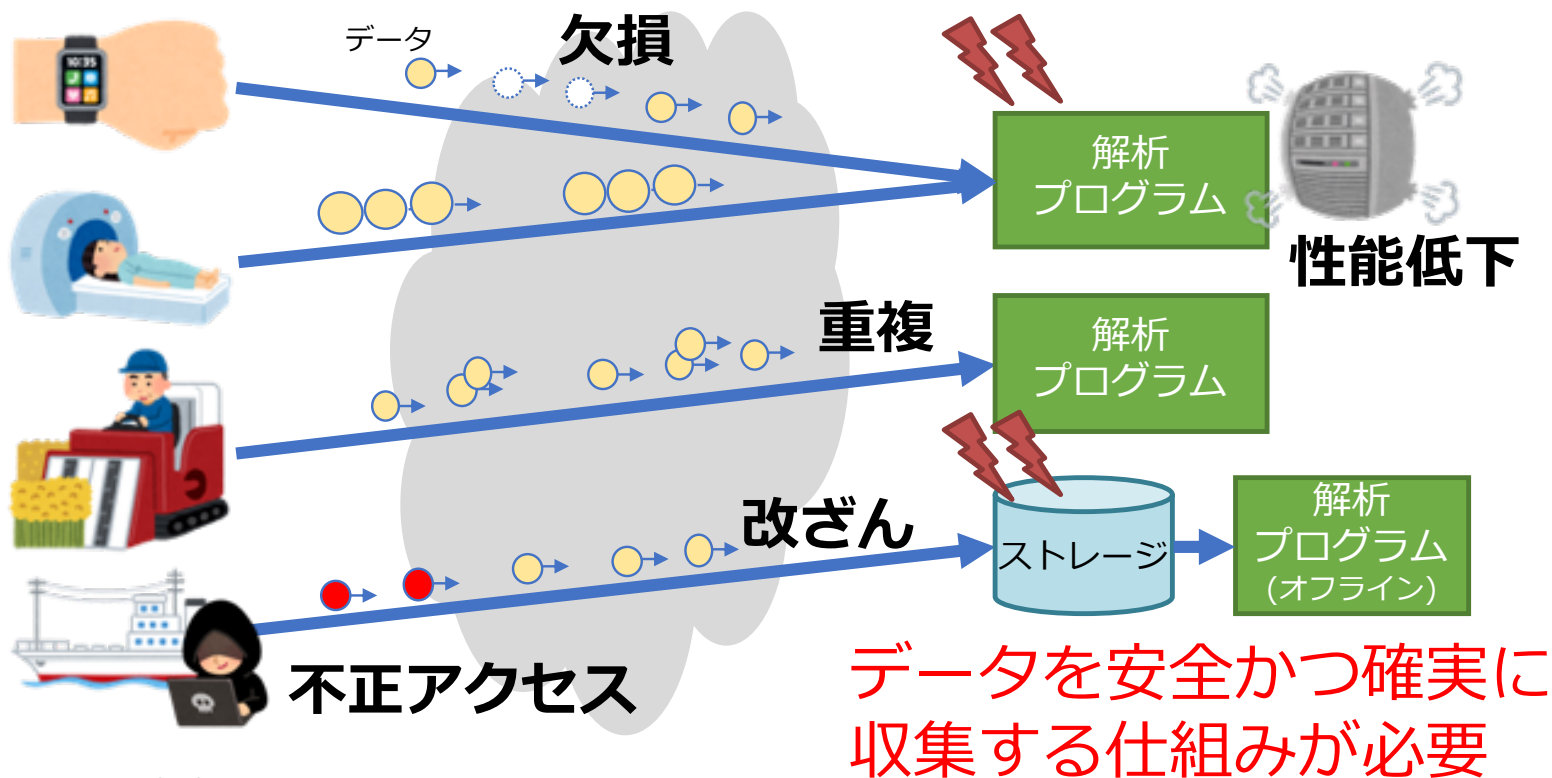 データ
欠損
10:35
解析
プログラム
性能低下
重複
解析
プログラム
改ざん
ストレージ
解析
プログラム
(オフライン)
不正アクセス
データを安全かつ確実に
収集する仕組みが必要